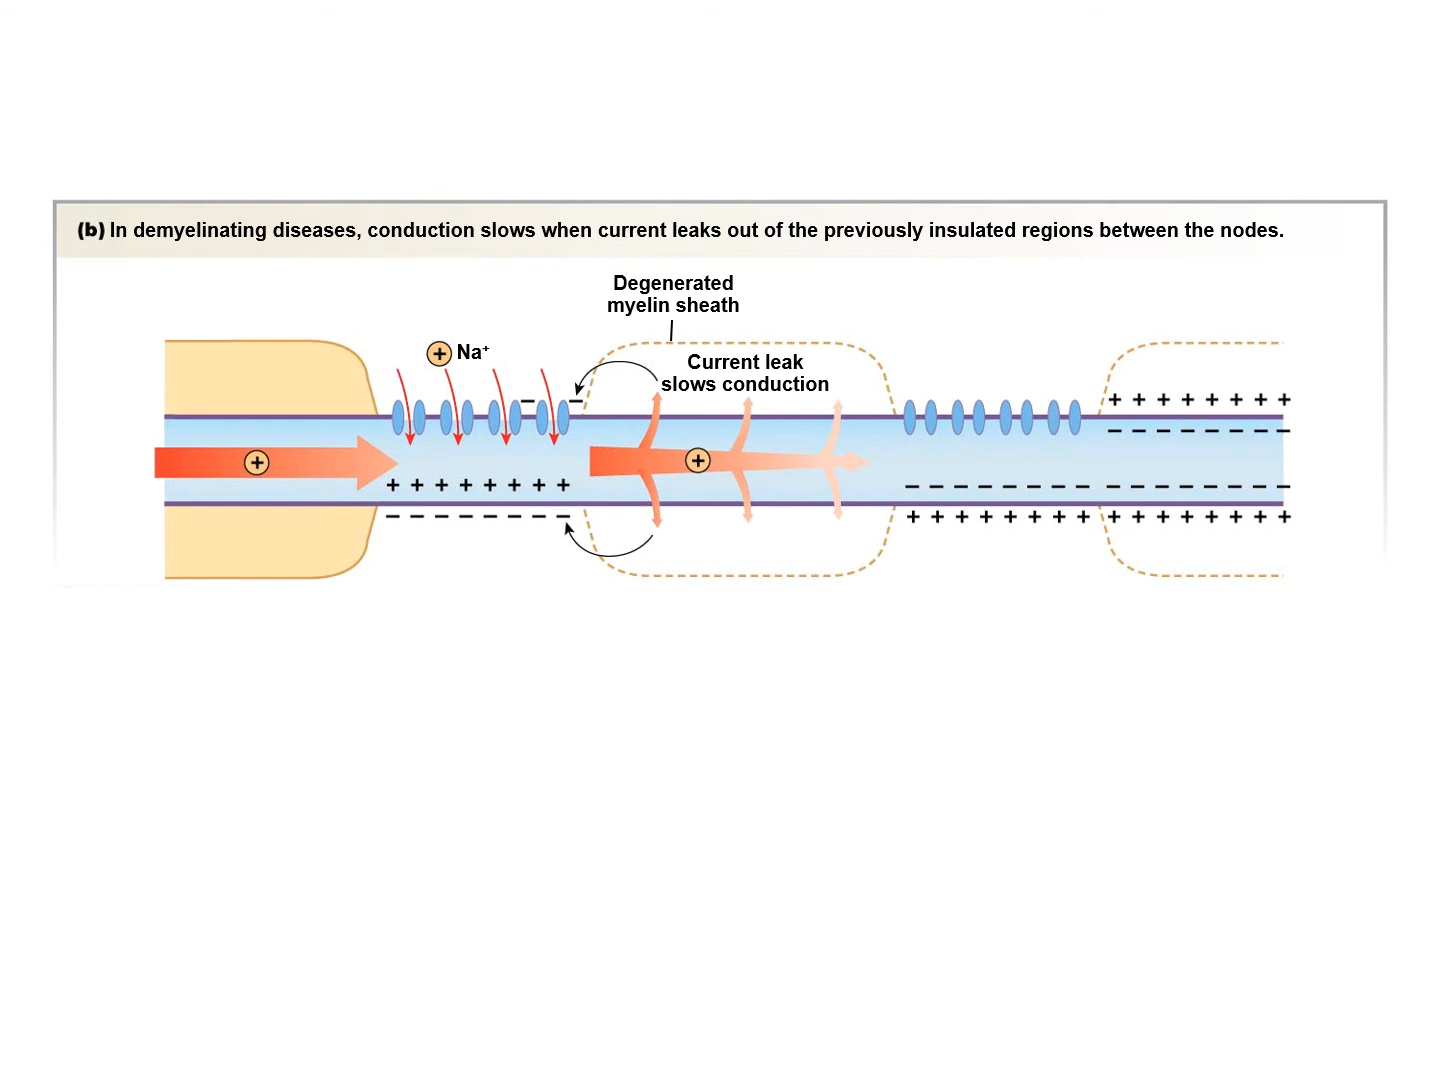 (b) In demyelinating diseases, conduction slows when current leaks out of the previously insulated regions between the nodes.
Degenerated
myelin sheath
+ Na⁺
Current leak
slows conduction
– –
+ + + + + + + +
– – – – – – – –
+
+
+ + + + + + + +
– – – – – – – –
– – – – – – – – – – – – – – – –
+ + + + + + + + + + + + + + + +